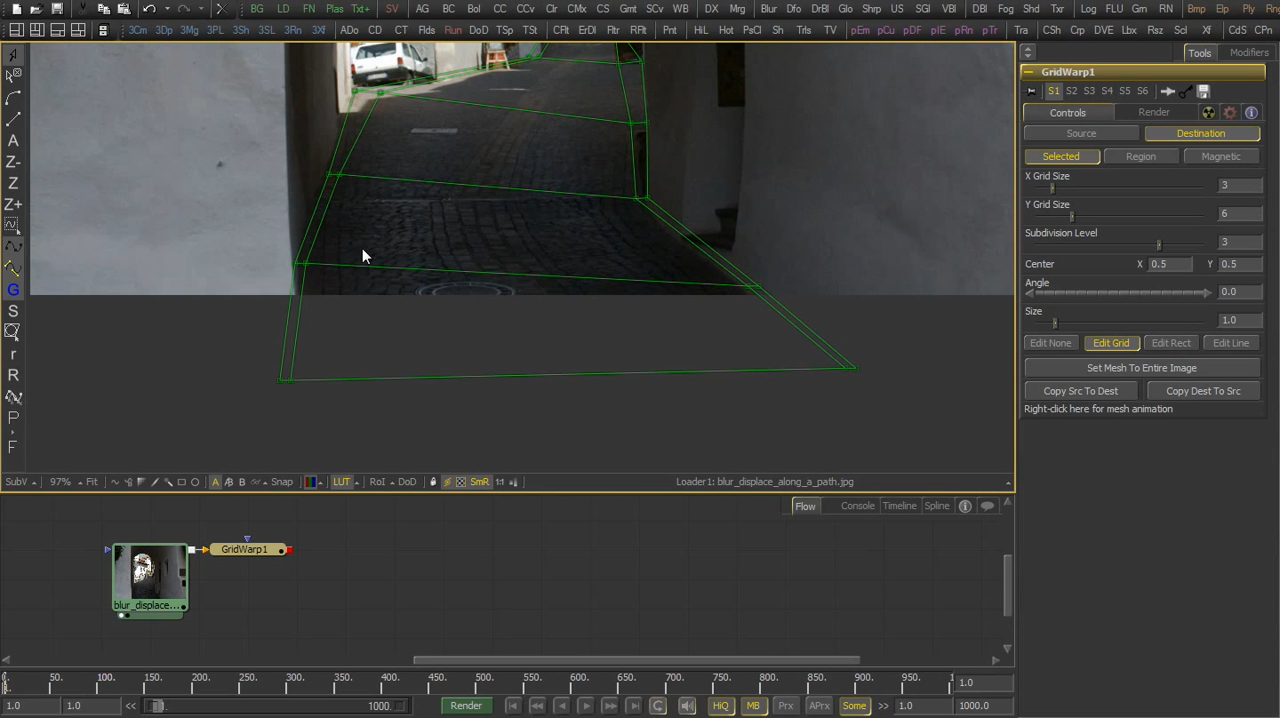 BG LD FN Plas Txt+ SV AG BC Bol CC CCv Clr CMx CS Gmt SCv WB DX Mrg Blur Dfo DrBl Glo Shrp US SGl VBl DBl Fog Shd Txr Log FLU Gm RN Bmp Elp Ply Rng
3Cm 3Dp 3Mg 3PL 3SL 3Rn 3Xf ADo CT Flds Run DoD TSp TSt CD CT ErDl Fltr RFlt Pnt Hil Hot PsCl Sh Trls TV pEm pCu pDF pIE pRn pTr Tra CSh Crp DVE Lbx Rsz Scl Xf CdS CPn
Tools Modifiers
GridWarp1
S1 S2 S3 S4 S5 S6
Controls Render
Source Destination
Selected Region Magnetic
X Grid Size
3
Y Grid Size
6
Subdivision Level
3
Center X 0.5 Y 0.5
Angle
0.0
Size
1.0
Edit None Edit Grid Edit Rect Edit Line
Set Mesh To Entire Image
Copy Src To Dest Copy Dest To Src
Right-click here for mesh animation
A
Z-
Z
Z+
G
S
r
R
P
F
SubV 97% Fit A B Snap LUT RoI DoD SmR 1:1 Loader1: blur_displace_along_a_path.jpg
Flow Console Timeline Spline
GridWarp1
blur_displace...
50. 100. 150. 200. 250. 300. 350. 400. 450. 500. 550. 600. 650. 700. 750. 800. 850. 900. 950. 1.0
1.0 1.0 << 1000. Render HiQ MB Prx APrx Some >> 1.0 1000.0